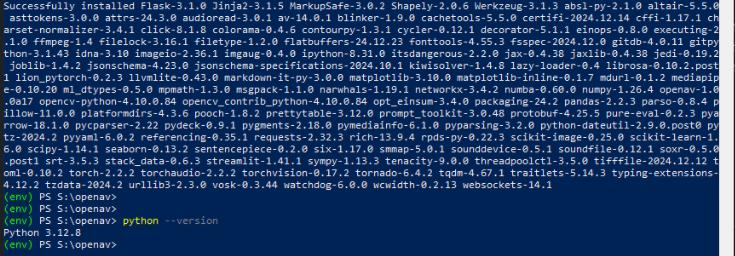 Successfully installed Flask-3.1.0 Jinja2-3.1.5 MarkupSafe-3.0.2 Shapely-2.0.6 Werkzeug-3.1.3 absl-py-2.1.0 altair-5.5.0
asttokens-3.0.0 attrs-24.3.0 audioread-3.0.1 av-14.0.1 blinker-1.9.0 cachetools-5.5.0 certifi-2024.12.14 cffi-1.17.1 ch
arset-normalizer-3.4.1 click-8.1.8 colorama-0.4.6 contourpy-1.3.1 cycler-0.12.1 decorator-5.1.1 einops-0.8.0 executing-2
.1.0 ffmpeg-1.4 filelock-3.16.1 filetype-1.2.0 flatbuffers-24.12.23 fonttools-4.55.3 fsspec-2024.12.0 gitdb-4.0.11 gitpy
thon-3.1.43 idna-3.10 imageio-2.36.1 imgaug-0.4.0 ipython-8.31.0 itsdangerous-2.2.0 jax-0.4.38 jaxlib-0.4.38 jedi-0.19.2
joblib-1.4.2 jsonschema-4.23.0 jsonschema-specifications-2024.10.1 kiwisolver-1.4.8 lazy-loader-0.4 librosa-0.10.2.post
1 lion_pytorch-0.2.3 llvmlite-0.43.0 markdown-it-py-3.0.0 matplotlib-3.10.0 matplotlib-inline-0.1.7 mdurl-0.1.2 mediapip
e-0.10.20 ml_dtypes-0.5.0 mpmath-1.3.0 msgpack-1.1.0 narwhals-1.19.1 networkx-3.4.2 numba-0.60.0 numpy-1.26.4 openav-1.0
.0a17 opencv-python-4.10.0.84 opencv_contrib_python-4.10.0.84 opt_einsum-3.4.0 packaging-24.2 pandas-2.2.3 parso-0.8.4 p
illow-11.0.0 platformdirs-4.3.6 pooch-1.8.2 prettytable-3.12.0 prompt_toolkit-3.0.48 protobuf-4.25.5 pure-eval-0.2.3 pya
rrow-18.1.0 pycparser-2.22 pydeck-0.9.1 pygments-2.18.0 pymediainfo-6.1.0 pyparsing-3.2.0 python-dateutil-2.9.0.post0 py
tz-2024.2 pyyaml-6.0.2 referencing-0.35.1 requests-2.32.3 rich-13.9.4 rpds-py-0.22.3 scikit-image-0.25.0 scikit-learn-1.
6.0 scipy-1.14.1 seaborn-0.13.2 sentencepiece-0.2.0 six-1.17.0 smmap-5.0.1 sounddevice-0.5.1 soundfile-0.12.1 soxr-0.5.0
.post1 srt-3.5.3 stack_data-0.6.3 streamlit-1.41.1 sympy-1.13.3 tenacity-9.0.0 threadpoolctl-3.5.0 tifffile-2024.12.12 t
oml-0.10.2 torch-2.2.2 torchaudio-2.2.2 torchvision-0.17.2 tornado-6.4.2 tqdm-4.67.1 traitlets-5.14.3 typing-extensions-
4.12.2 tzdata-2024.2 urllib3-2.3.0 vosk-0.3.44 watchdog-6.0.0 wcwidth-0.2.13 websockets-14.1
(env) PS S:\openav>
(env) PS S:\openav>
(env) PS S:\openav> python --version
Python 3.12.8
(env) PS S:\openav>